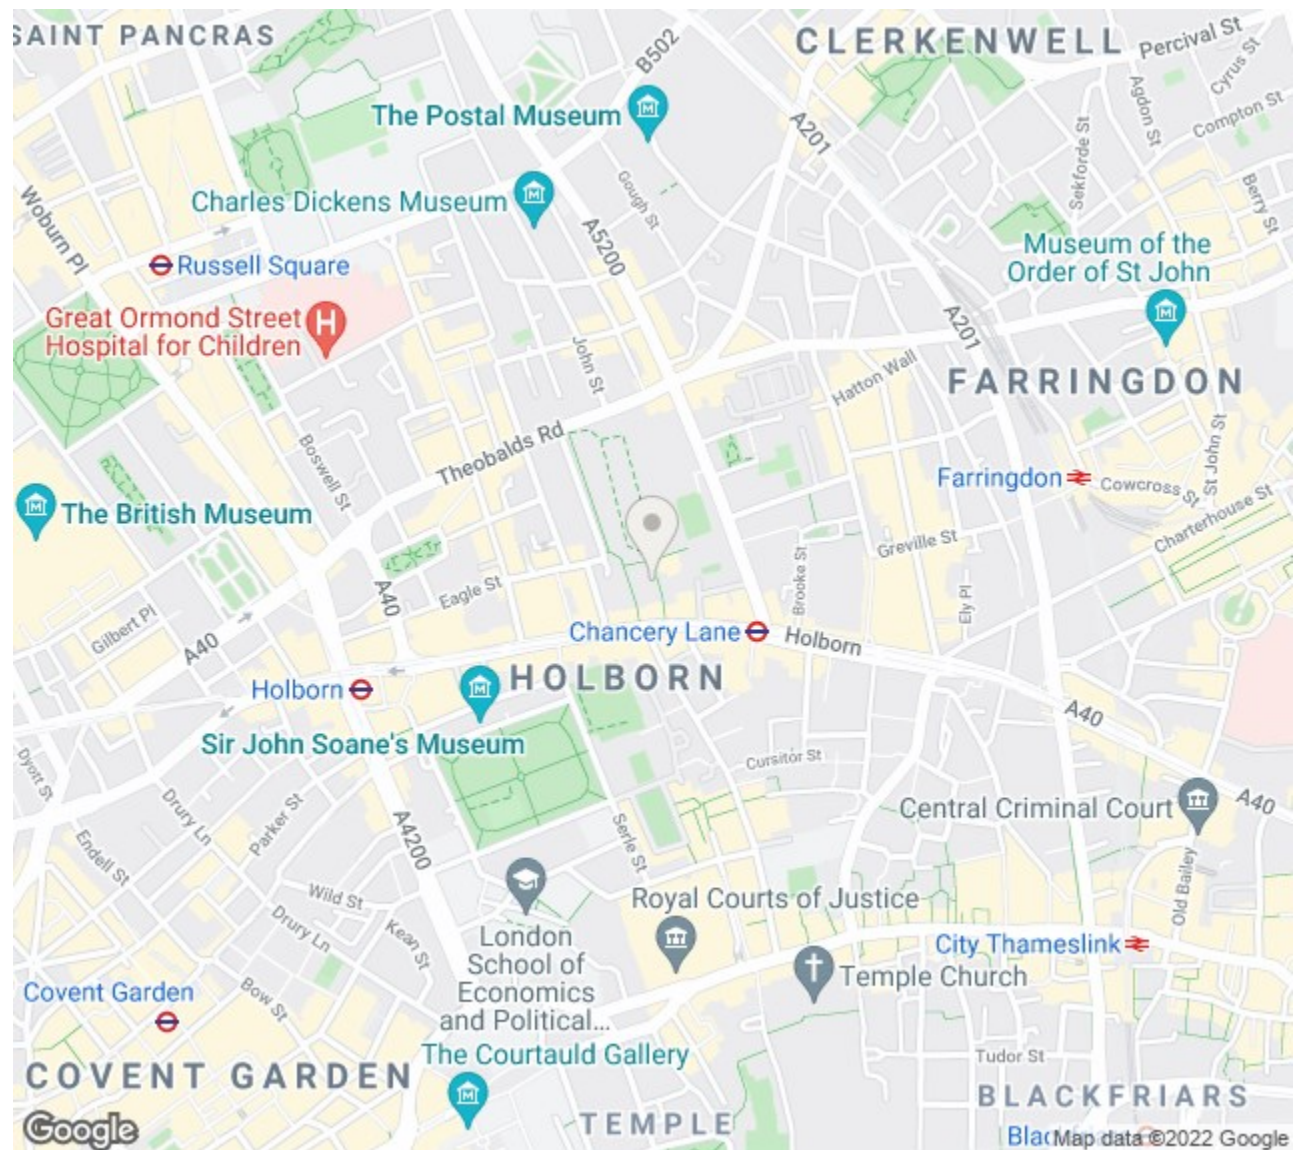 SAINT PANCRAS
CLERKENWELL
Percival St
B502
Cyrus St
Agdon St
The Postal Museum
A201
Compton St
Sekforde St
Gough St
Charles Dickens Museum
Berry St
Woburn Pl
A5200
Museum of the
Order of St John
Russell Square
A201
Great Ormond Street
Hospital for Children
H
John St
Hatton Wall
FARRINGDON
Theobalds Rd
Boswell St
St John St
Farringdon
Cowcross St
Charterhouse St
The British Museum
Greville St
Brooke St
Eagle St
A40
Ely Pl
Gilbert Pl
A40
Chancery Lane
Holborn
HOLBORN
Holborn
A40
Sir John Soane's Museum
Cursitor St
Dyott St
Drury Ln
Parker St
A4200
Serle St
Central Criminal Court
A40
Endell St
Wild St
Old Bailey
Royal Courts of Justice
Drury Ln
Kean St
London
School of
Economics
and Political...
City Thameslink
Temple Church
Covent Garden
Bow St
The Courtauld Gallery
Tudor St
COVENT GARDEN
BLACKFRIARS
TEMPLE
Google
Map data ©2022 Google